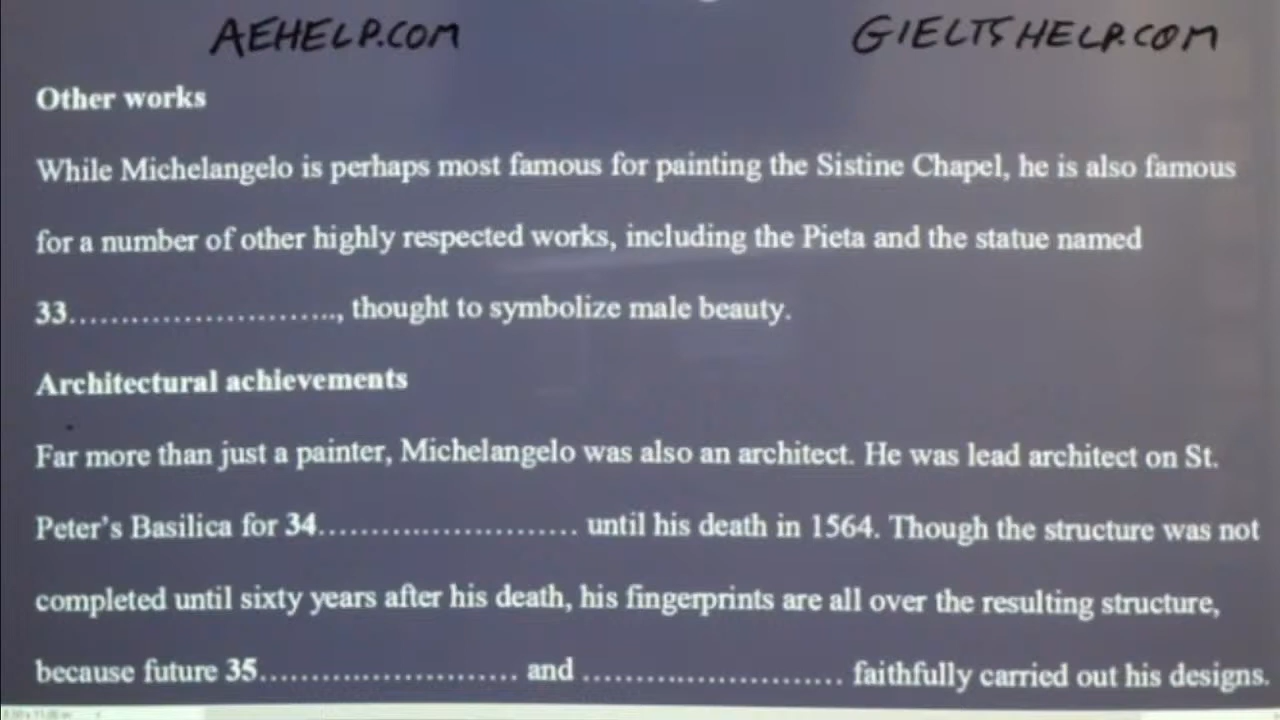 AEHELP.COM GIELTSHELP.COM
Other works
While Michelangelo is perhaps most famous for painting the Sistine Chapel, he is also famous
for a number of other highly respected works, including the Pieta and the statue named
33……………………..., thought to symbolize male beauty.
Architectural achievements
Far more than just a painter, Michelangelo was also an architect. He was lead architect on St.
Peter’s Basilica for 34……………………. until his death in 1564. Though the structure was not
completed until sixty years after his death, his fingerprints are all over the resulting structure,
because future 35……………………. and ……………………. faithfully carried out his designs.